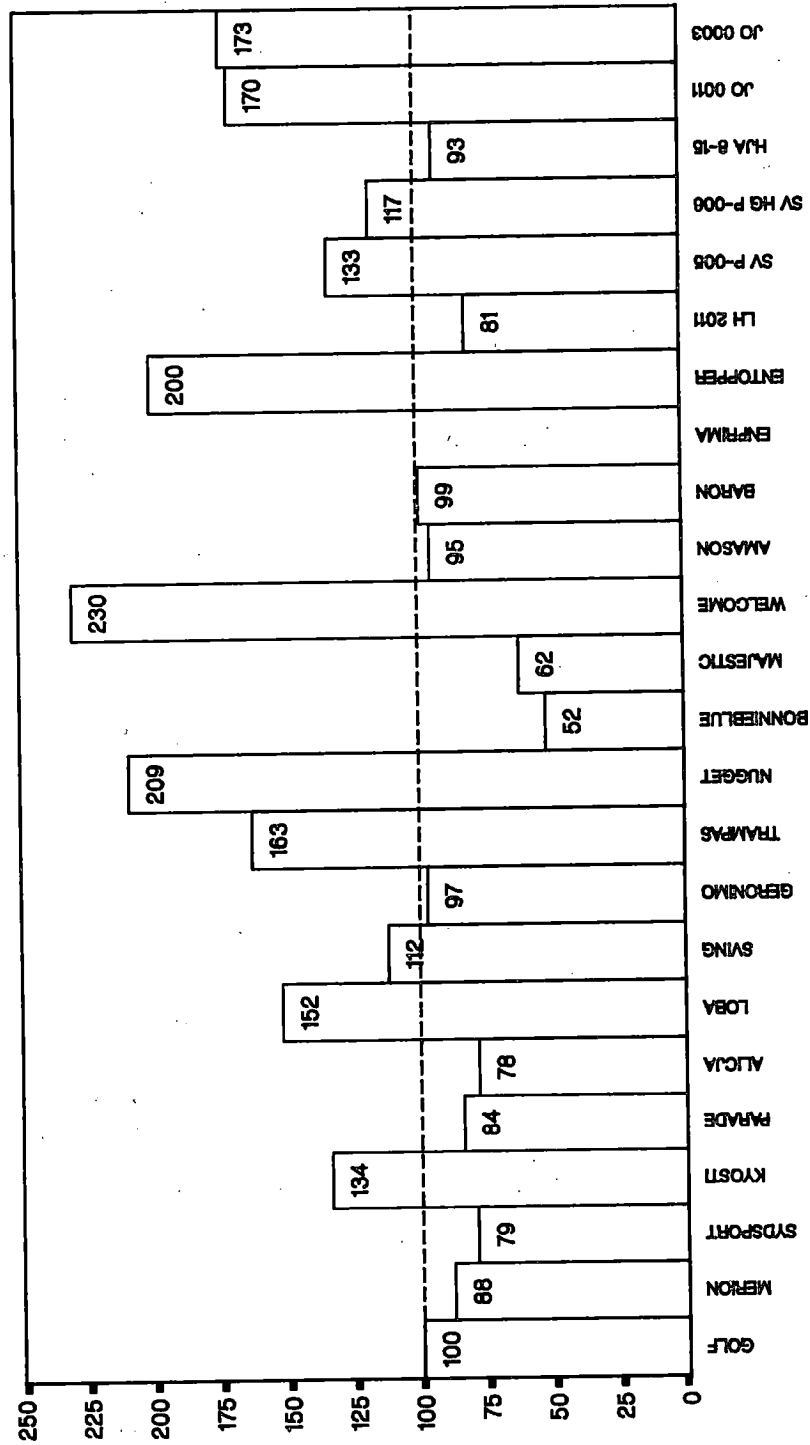 250
225
200
175
150
125
100
75
50
25
0
100
88
79
134
84
78
152
112
97
163
209
52
62
230
95
99
200
81
133
117
93
170
173
GOLF
MERION
SYDSPORT
KYOSTI
PARADE
ALICJA
LOBA
SVING
GERONIMO
TRAMPAS
NUGGET
BONNIEBLUE
MAJESTIC
WELCOME
AMASON
BARON
ENPRIMA
ENTOPPER
LH 2011
SV P-005
SV HG P-006
HJA 8-15
JO 0011
JO 0003